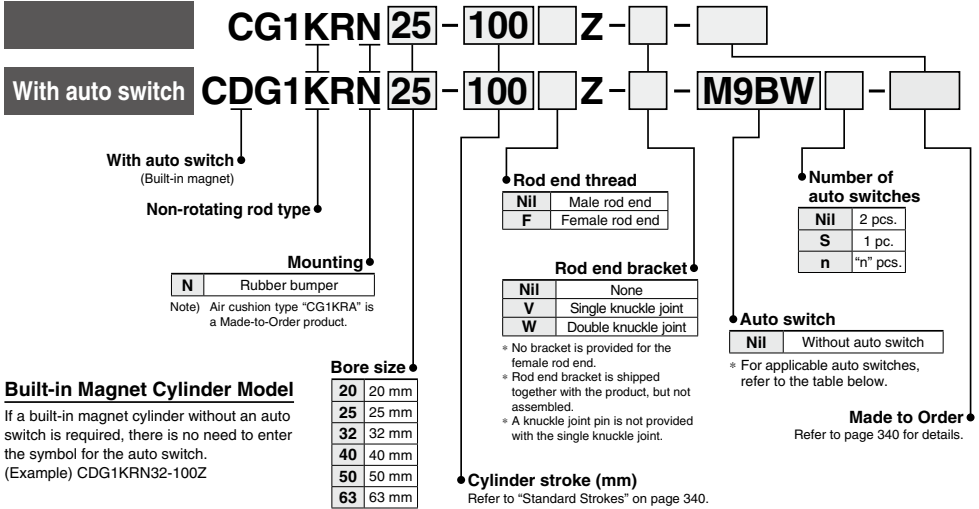 CG1KRN 25 - 100 Z - -
With auto switch CDG1KRN 25 - 100 Z - - M9BW -
With auto switch
(Built-in magnet)
Non-rotating rod type
Mounting
N Rubber bumper
Note) Air cushion type “CG1KRA” is
a Made-to-Order product.
Built-in Magnet Cylinder Model
If a built-in magnet cylinder without an auto
switch is required, there is no need to enter
the symbol for the auto switch.
(Example) CDG1KRN32-100Z
Bore size
20 20 mm
25 25 mm
32 32 mm
40 40 mm
50 50 mm
63 63 mm
Rod end thread
Nil Male rod end
F Female rod end
Rod end bracket
Nil None
V Single knuckle joint
W Double knuckle joint
∗ No bracket is provided for the
female rod end.
∗ Rod end bracket is shipped
together with the product, but not
assembled.
∗ A knuckle joint pin is not provided
with the single knuckle joint.
Cylinder stroke (mm)
Refer to “Standard Strokes” on page 340.
Number of
auto switches
Nil 2 pcs.
S 1 pc.
n “n” pcs.
Auto switch
Nil Without auto switch
∗ For applicable auto switches,
refer to the table below.
Made to Order
Refer to page 340 for details.